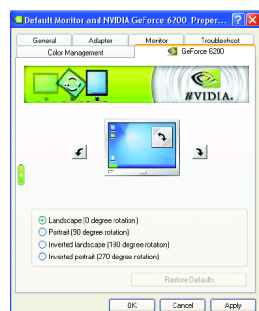 Default Monitor and NVIDIA GeForce 6200 Proper...
General Adapter Monitor Troubleshoot
Color Management GeForce 6200
NVIDIA.
Landscape (0 degree rotation)
Portrait (90 degree rotation)
Inverted landscape (180 degree rotation)
Inverted portrait (270 degree rotation)
Restore Defaults
OK Cancel Apply